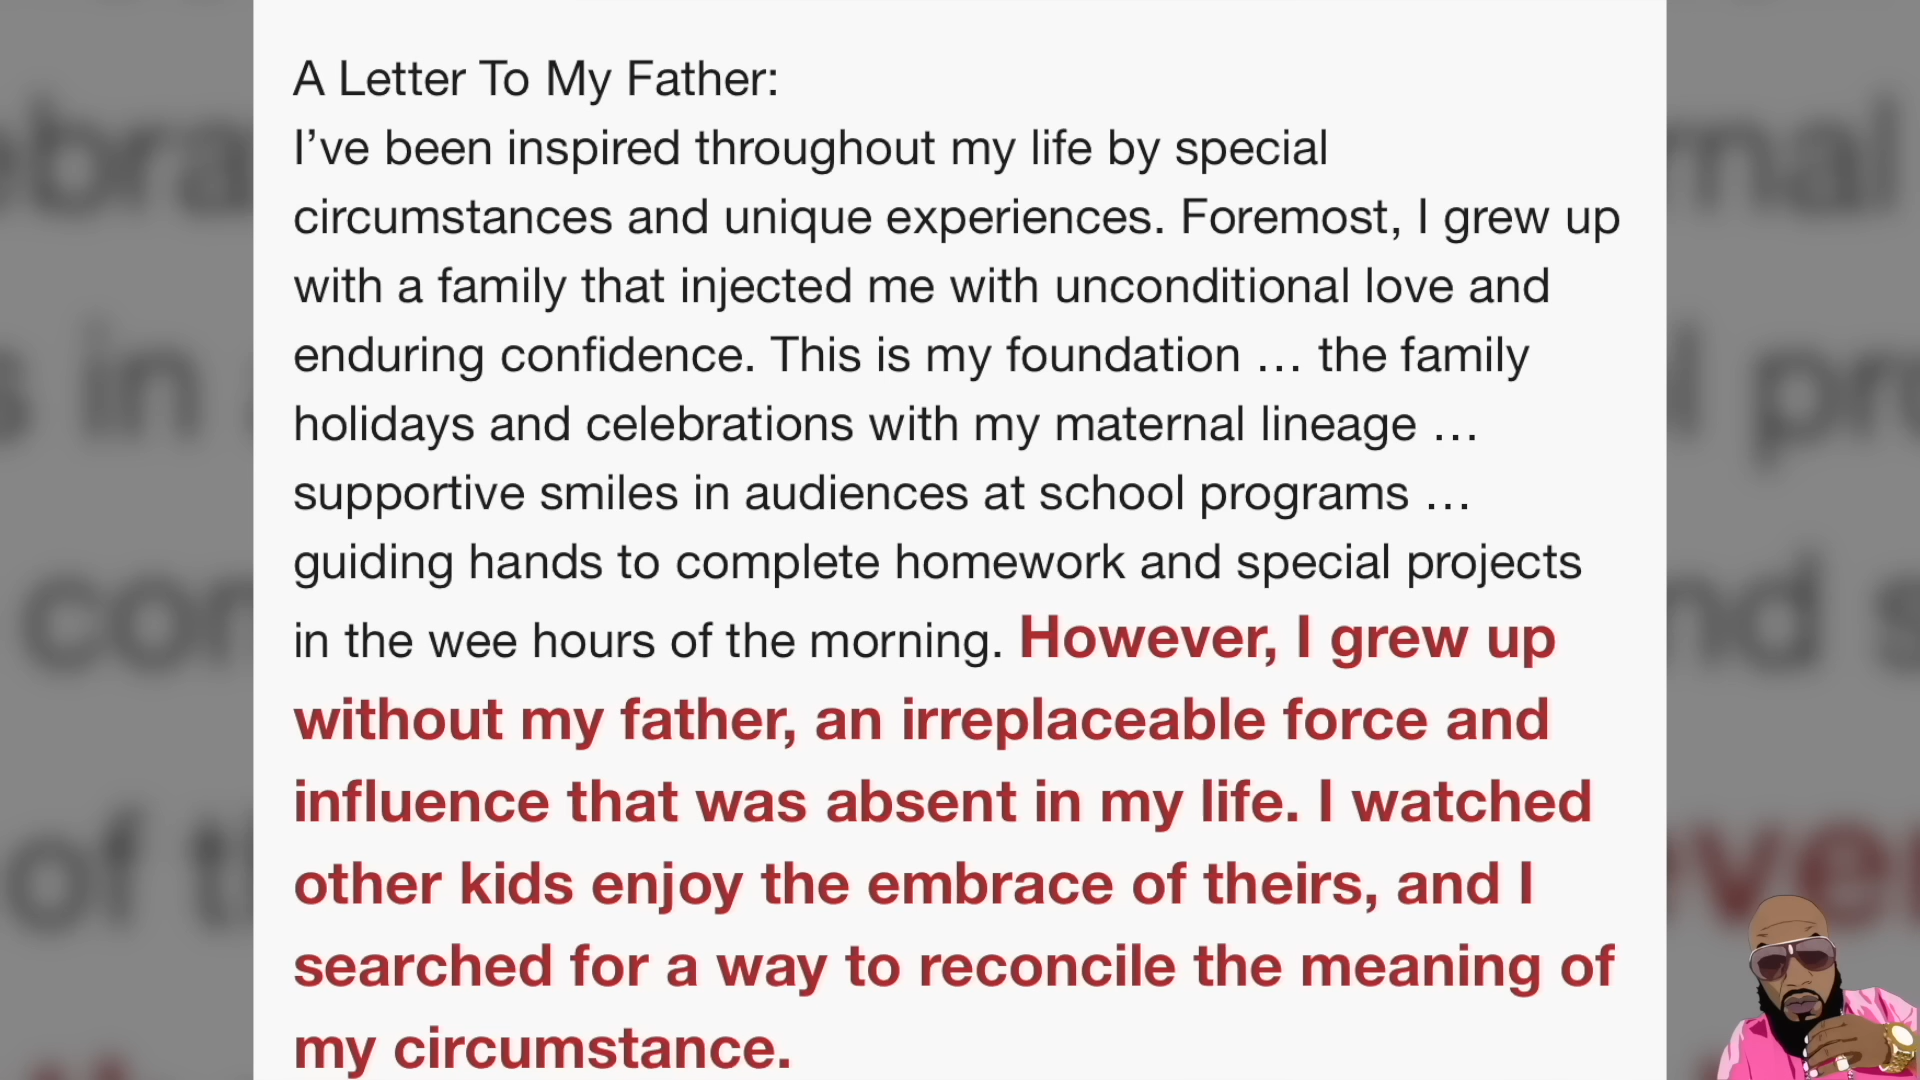 A Letter To My Father:
I’ve been inspired throughout my life by special
circumstances and unique experiences. Foremost, I grew up
with a family that injected me with unconditional love and
enduring confidence. This is my foundation … the family
holidays and celebrations with my maternal lineage …
supportive smiles in audiences at school programs …
guiding hands to complete homework and special projects
in the wee hours of the morning. However, I grew up
without my father, an irreplaceable force and
influence that was absent in my life. I watched
other kids enjoy the embrace of theirs, and I
searched for a way to reconcile the meaning of
my circumstance.